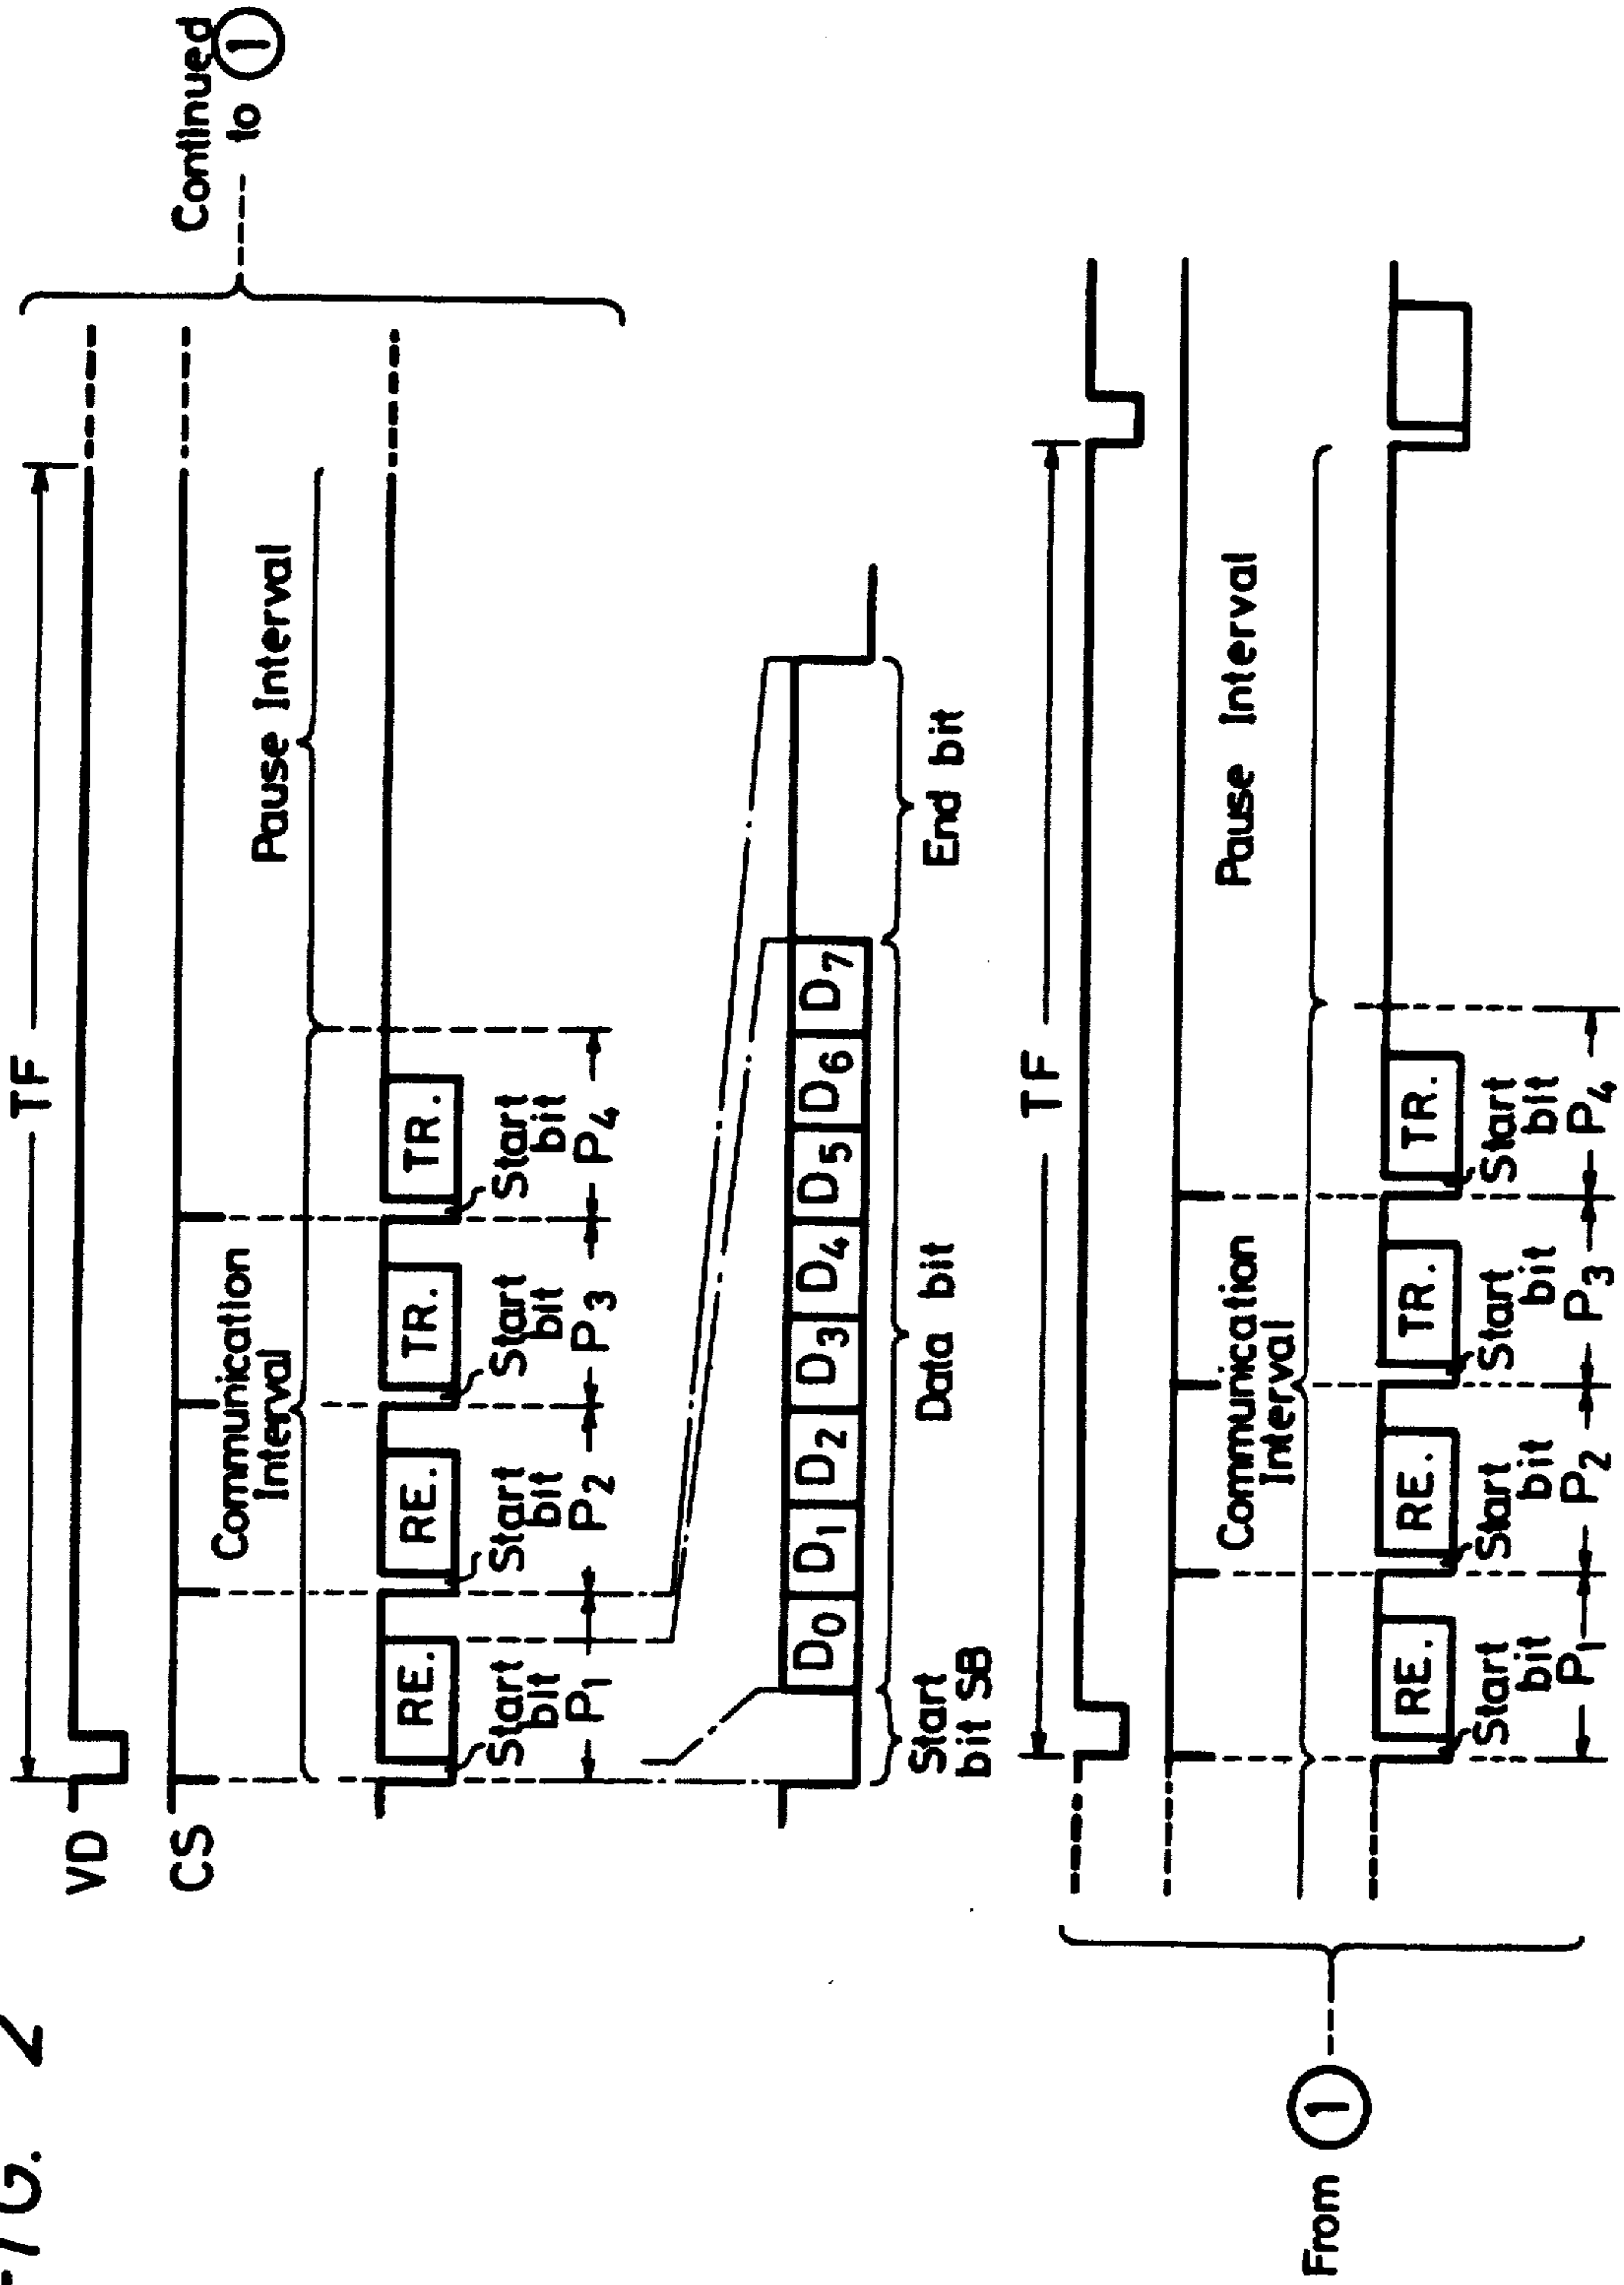 FIG. 2
TF
VD
CS
Continued
to ①
Communication
Interval
Pause Interval
RE.
RE.
TR.
TR.
Start
bit
Start
bit
Start
bit
Start
bit
P1
P2
P3
P4
D0 D1 D2 D3 D4 D5 D6 D7
Start
bit SB
Data bit
End bit
From ①
TF
Communication
Interval
Pause Interval
RE.
RE.
TR.
TR.
Start
bit
Start
bit
Start
bit
Start
bit
P1
P2
P3
P4